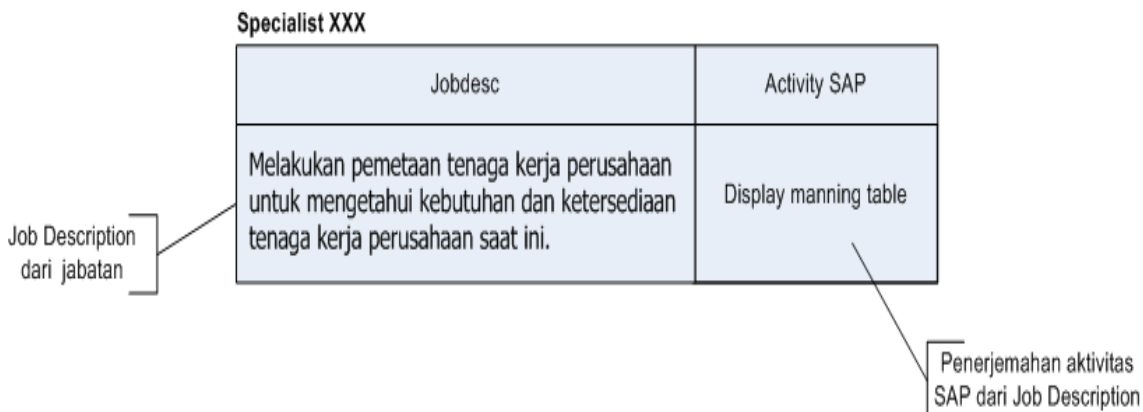 Specialist XXX
Jobdesc
Activity SAP
Melakukan pemetaan tenaga kerja perusahaan
untuk mengetahui kebutuhan dan ketersediaan
tenaga kerja perusahaan saat ini.
Display manning table
Job Description
dari jabatan
Penerjemahan aktivitas
SAP dari Job Description